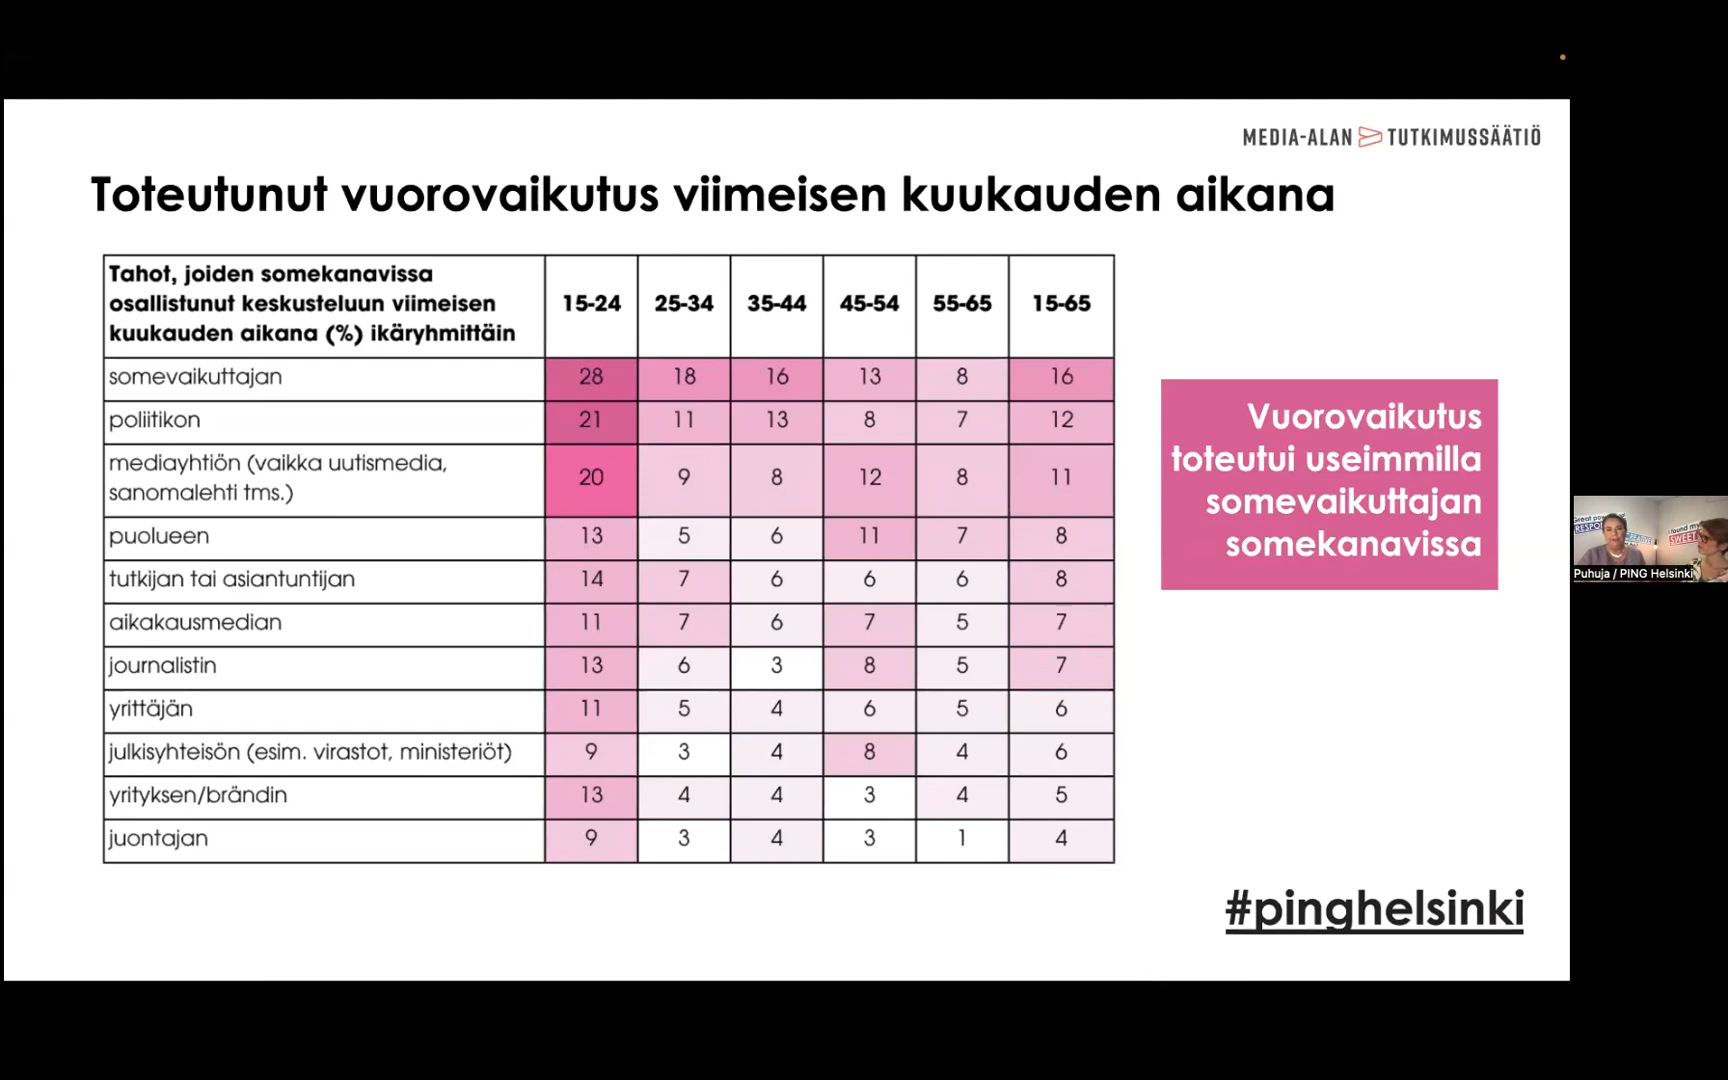 MEDIA-ALAN TUTKIMUSSÄÄTIÖ
Toteutunut vuorovaikutus viimeisen kuukauden aikana
Tahot, joiden somekanavissa
osallistunut keskusteluun viimeisen
kuukauden aikana (%) ikäryhmittäin
15-24 25-34 35-44 45-54 55-65 15-65
somevaikuttajan 28 18 16 13 8 16
poliitikon 21 11 13 8 7 12
mediayhtiön (vaikka uutismedia,
sanomalehti tms.) 20 9 8 12 8 11
puolueen 13 5 6 11 7 8
tutkijan tai asiantuntijan 14 7 6 6 6 8
aikakausmedian 11 7 6 7 5 7
journalistin 13 6 3 8 5 7
yrittäjän 11 5 4 6 5 6
julkisyhteisön (esim. virastot, ministeriöt) 9 3 4 8 4 6
yrityksen/brändin 13 4 4 3 4 5
juontajan 9 3 4 3 1 4
Vuorovaikutus
toteutui useimmilla
somevaikuttajan
somekanavissa
#pinghelsinki
Puhuja / PING Helsinki